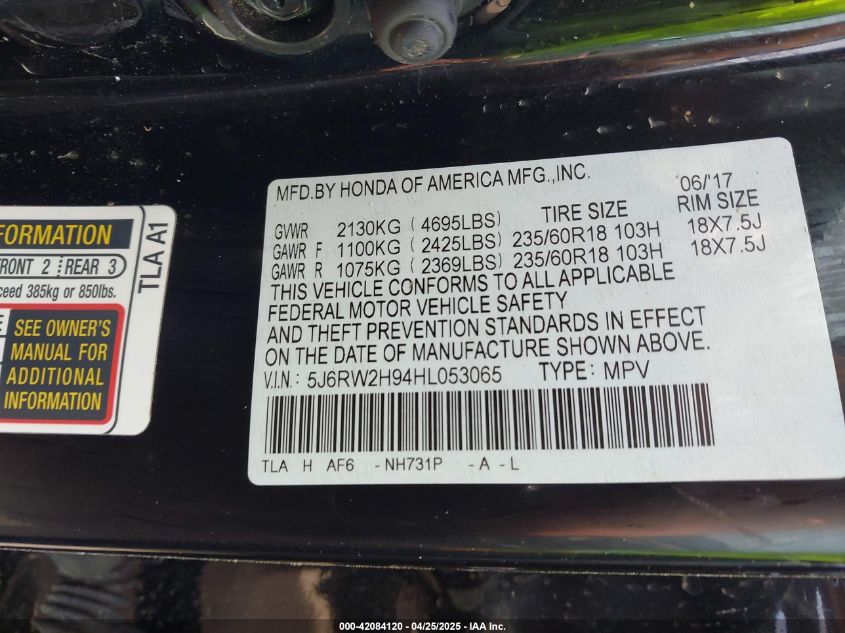 FORMATION
FRONT 2 REAR 3
ceed 385kg or 850lbs.
SEE OWNER'S
MANUAL FOR
ADDITIONAL
INFORMATION
TLA A1
MFD.BY HONDA OF AMERICA MFG.,INC. 06/'17
GVWR 2130KG (4695LBS) TIRE SIZE RIM SIZE
GAWR F 1100KG (2425LBS) 235/60R18 103H 18X7.5J
GAWR R 1075KG (2369LBS) 235/60R18 103H 18X7.5J
THIS VEHICLE CONFORMS TO ALL APPLICABLE
FEDERAL MOTOR VEHICLE SAFETY
AND THEFT PREVENTION STANDARDS IN EFFECT
ON THE DATE OF MANUFACTURE SHOWN ABOVE.
V.I.N: 5J6RW2H94HL053065 TYPE: MPV
TLA H AF6 -NH731P -A-L
000-42084120 - 04/25/2025 - IAA Inc.